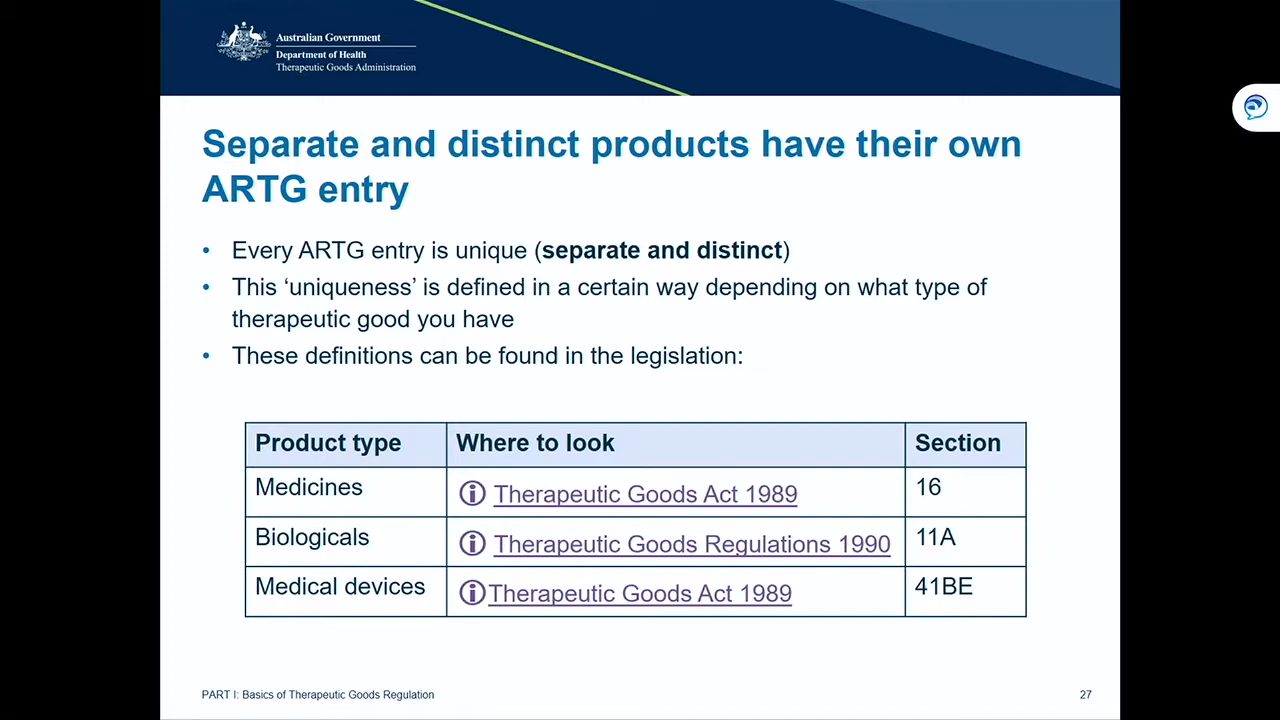 Australian Government
Department of Health
Therapeutic Goods Administration
Separate and distinct products have their own
ARTG entry
• Every ARTG entry is unique (separate and distinct)
• This ‘uniqueness’ is defined in a certain way depending on what type of
therapeutic good you have
• These definitions can be found in the legislation:
Product type Where to look Section
Medicines Therapeutic Goods Act 1989 16
Biologicals Therapeutic Goods Regulations 1990 11A
Medical devices Therapeutic Goods Act 1989 41BE
PART I: Basics of Therapeutic Goods Regulation 27